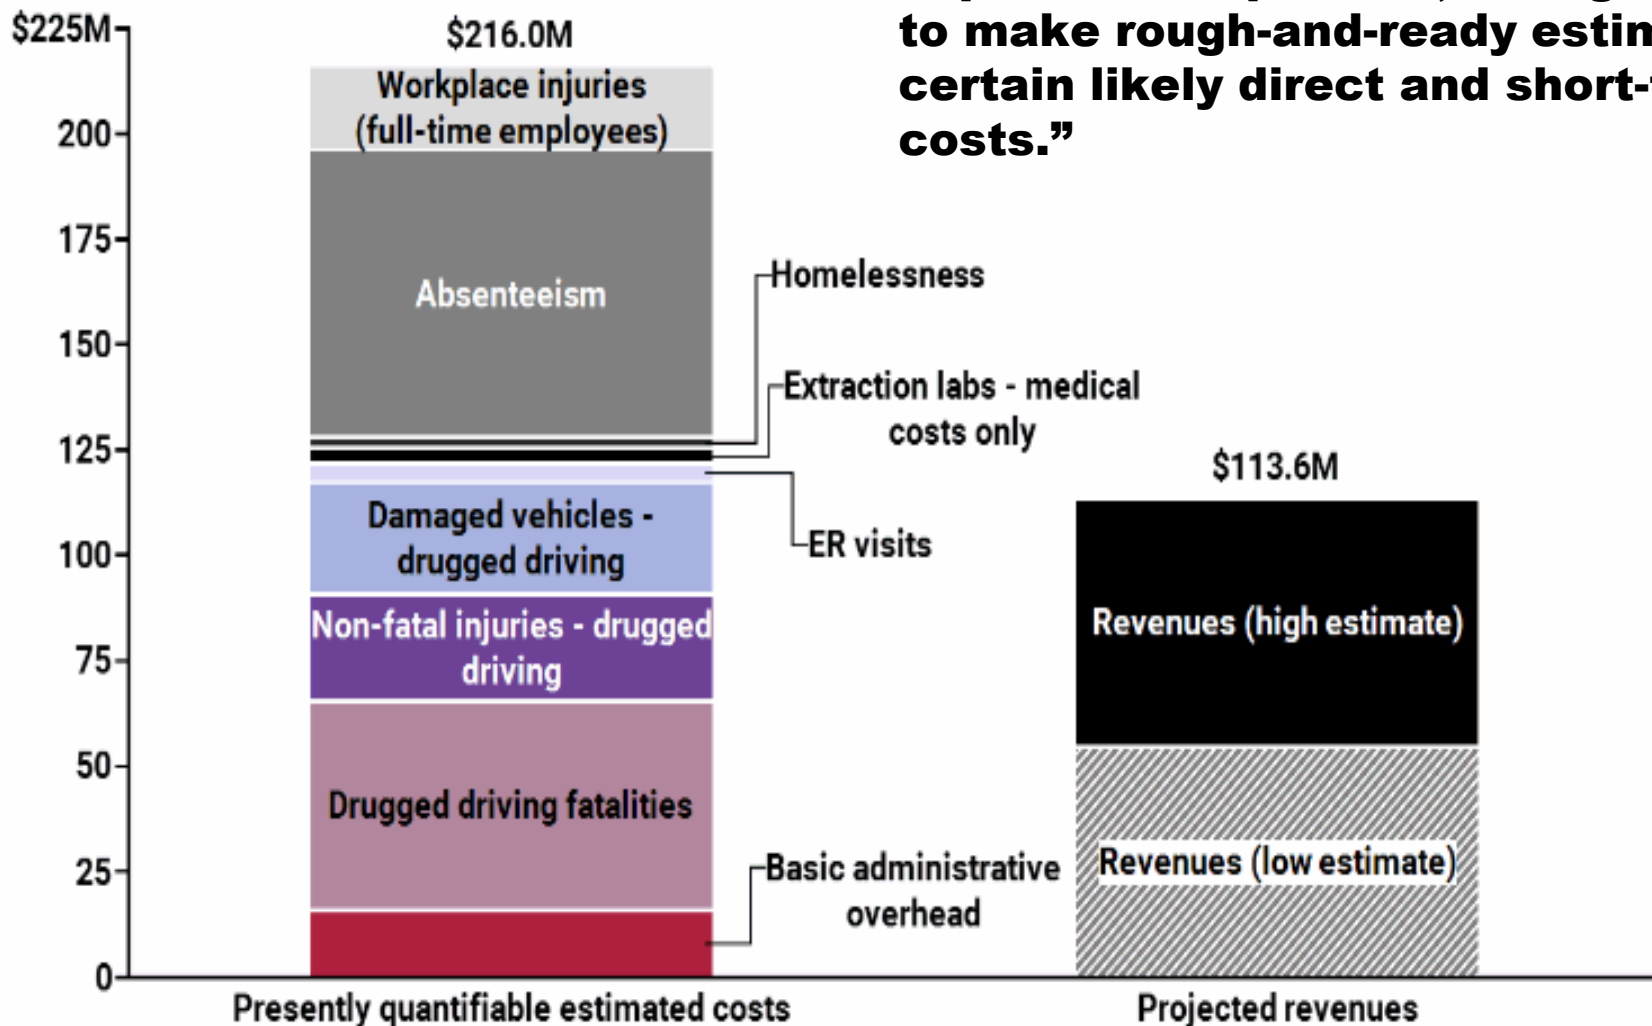 to make rough-and-ready estim
certain likely direct and short-
costs.”
$225M
200
175
150
125
100
75
50
25
0
$216.0M
Workplace injuries
(full-time employees)
Absenteeism
Homelessness
Extraction labs - medical
costs only
ER visits
Damaged vehicles -
drugged driving
Non-fatal injuries - drugged
driving
Drugged driving fatalities
Basic administrative
overhead
Presently quantifiable estimated costs
$113.6M
Revenues (high estimate)
Revenues (low estimate)
Projected revenues